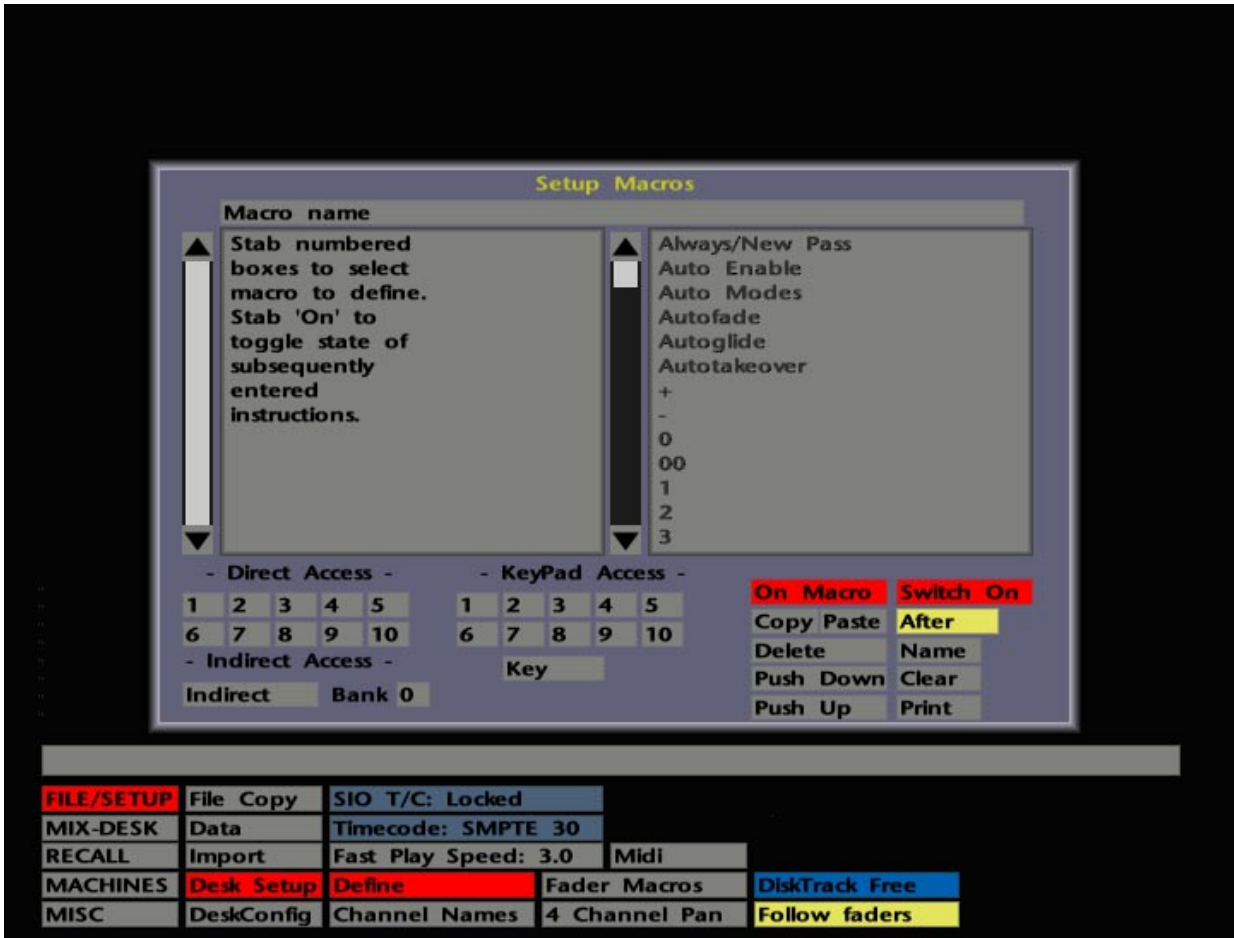 Setup Macros
Macro name
Stab numbered
boxes to select
macro to define.
Stab 'On' to
toggle state of
subsequently
entered
instructions.
Always/New Pass
Auto Enable
Auto Modes
Autofade
Autoglide
Autotakeover
+
-
0
00
1
2
3
- Direct Access -
1 2 3 4 5
6 7 8 9 10
- Indirect Access -
Indirect Bank 0
- KeyPad Access -
1 2 3 4 5
6 7 8 9 10
Key
On Macro Switch On
Copy Paste After
Delete Name
Push Down Clear
Push Up Print
FILE/SETUP File Copy SIO T/C: Locked
MIX-DESK Data Timecode: SMPTE 30
RECALL Import Fast Play Speed: 3.0 Midi
MACHINES Desk Setup Define Fader Macros DiskTrack Free
MISC DeskConfig Channel Names 4 Channel Pan Follow faders